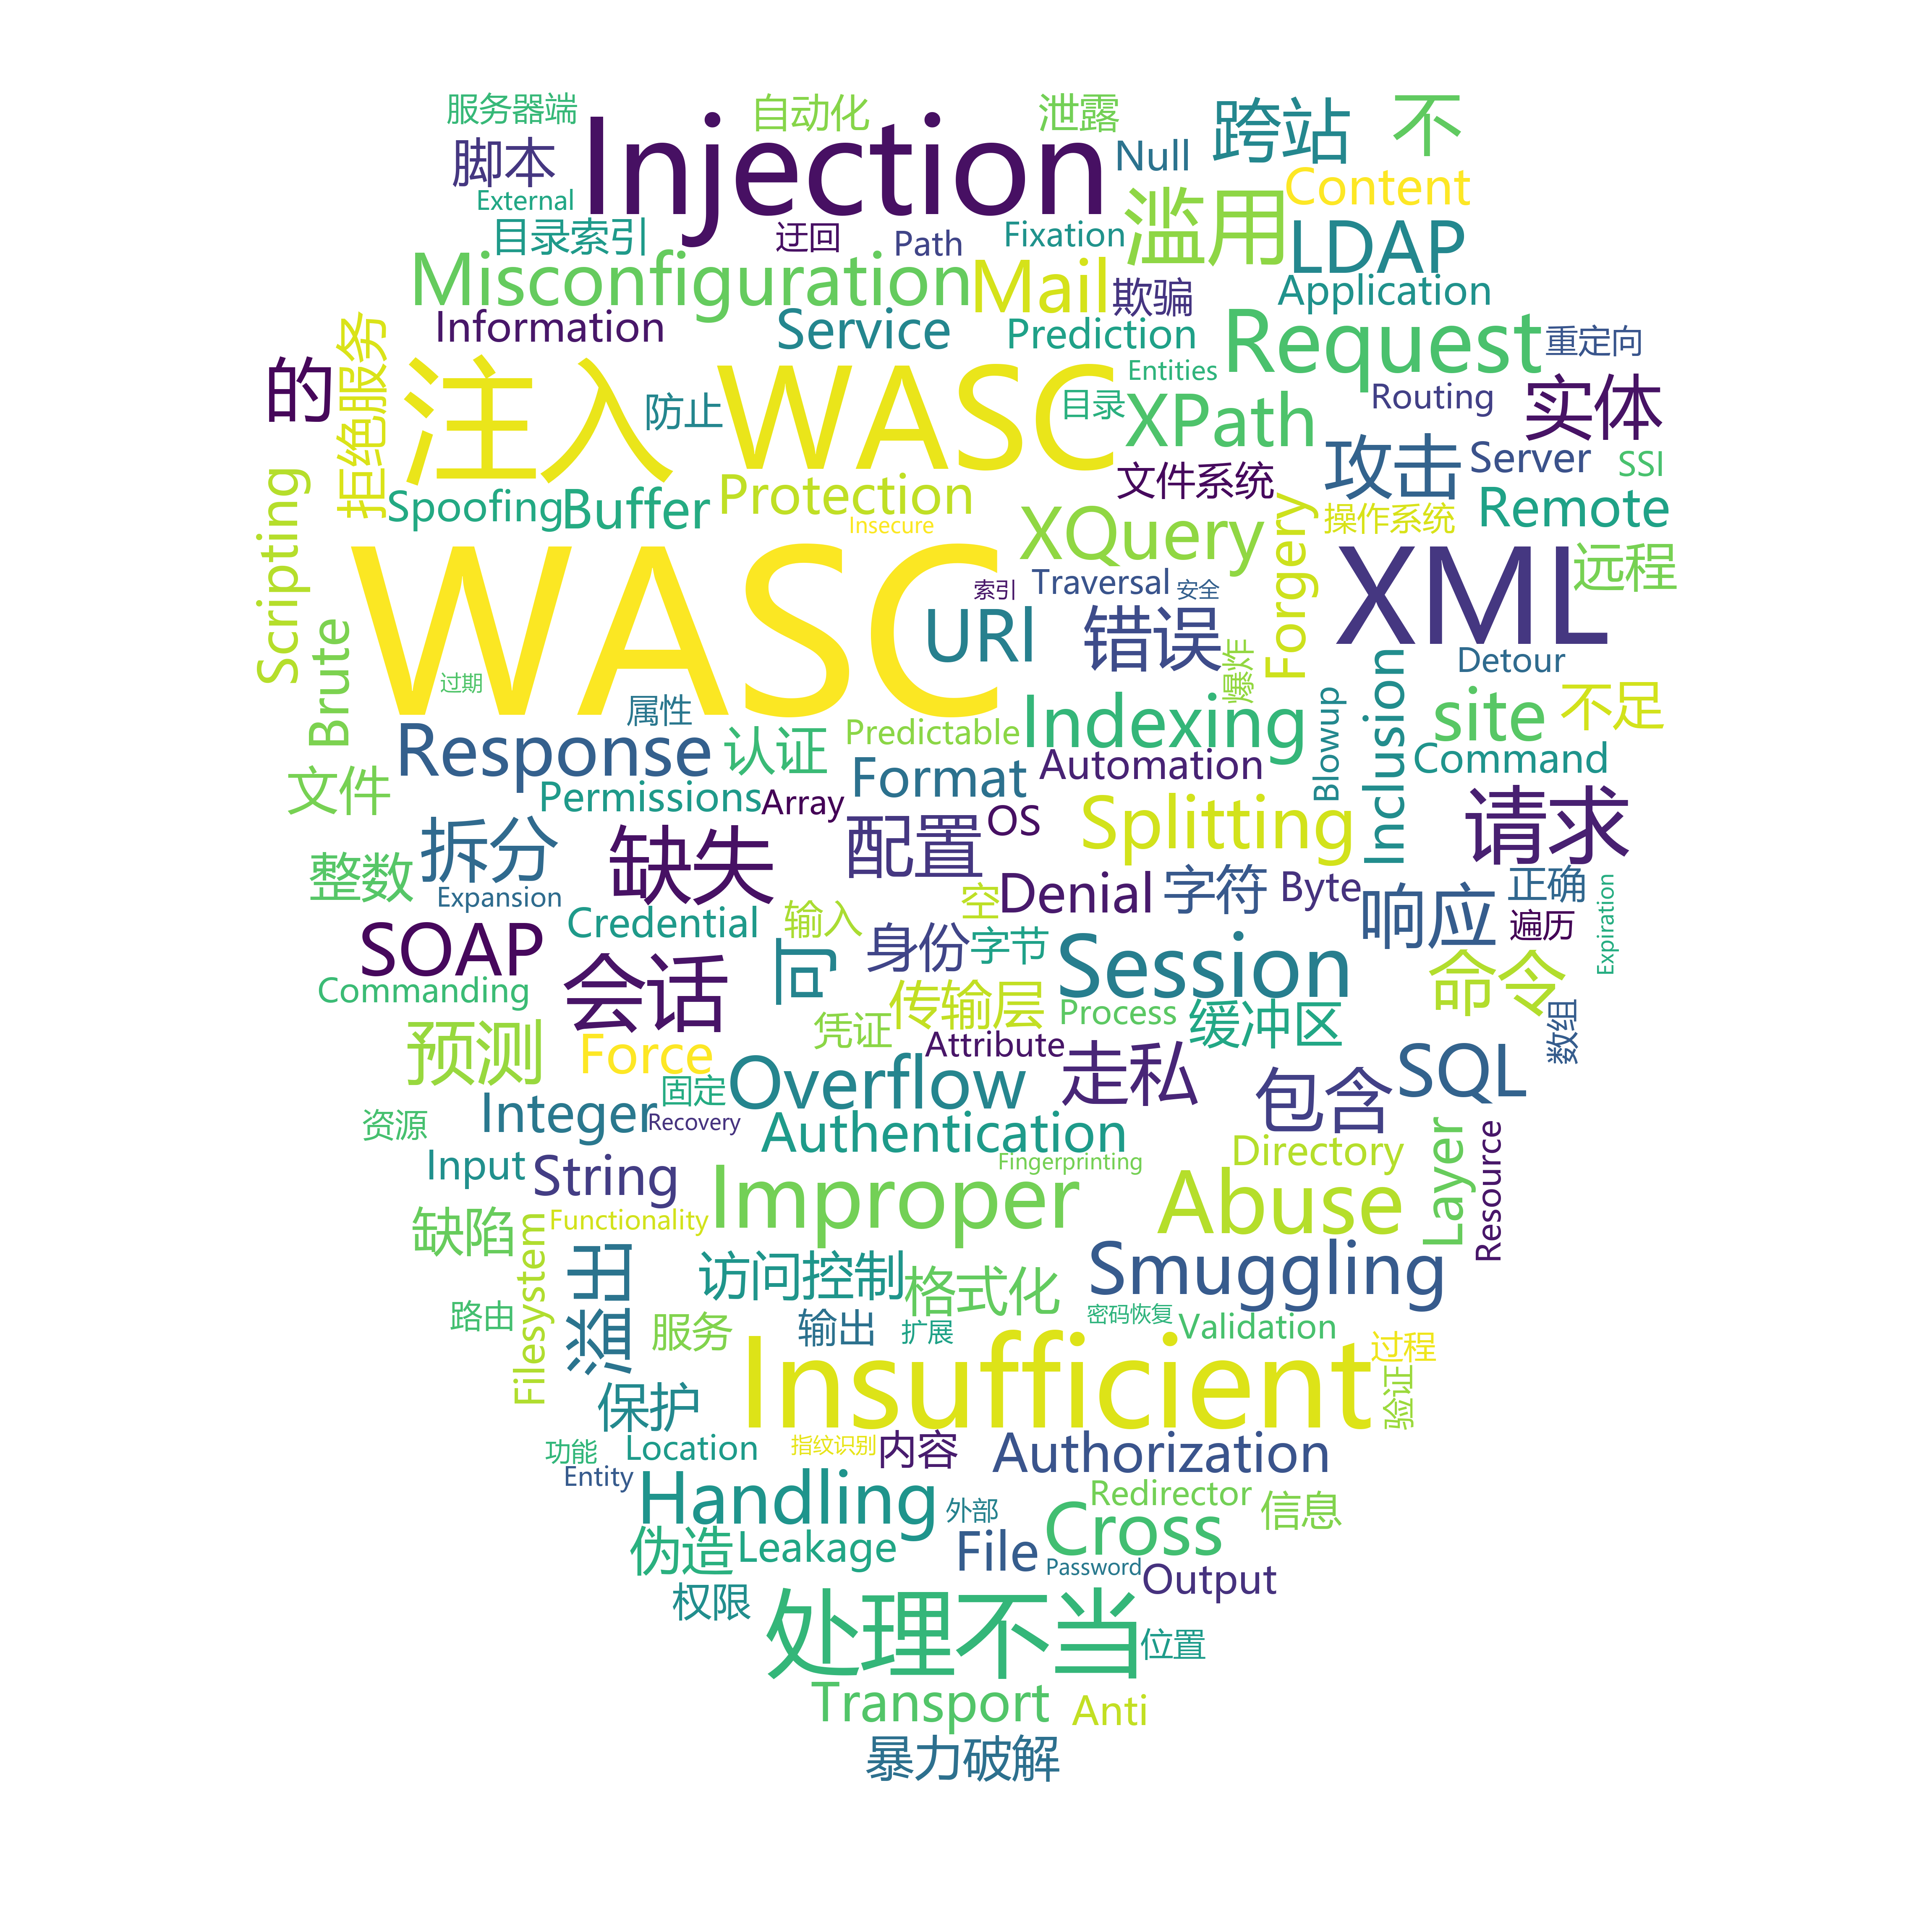 服务器端
自动化
泄露
跨站
不
脚本
Injection
Null
Content
External
滥用
目录索引
迂回
Path
Fixation
LDAP
Misconfiguration
Mail
欺骗
Application
Information
Service
Prediction
Request
重定向
的
拒绝服务
注入
防止
WASC
Entities
目录
XPath
Routing
实体
Scripting
Spoofing
Buffer
Protection
Insecure
文件系统
攻击
Server
SSI
XQuery
Forgery
操作系统
Remote
远程
WASC
索引
Traversal
安全
XML
Brute
过期
URl
错误
爆炸
Detour
属性
Response
认证
Predictable
Indexing
Blowup
Inclusion
site
不足
文件
Permissions
Array
Format
Automation
Command
OS
Splitting
请求
拆分
缺失
配置
整数
Expansion
Credential
输入
空
Denial
字符
Byte
响应
正确
遍历
Expiration
SOAP
会话
可
身份
字节
Session
命令
Commanding
传输层
Process
缓冲区
数组
预测
Force
凭证
Attribute
走私
包含
SQL
固定
Overflow
资源
Integer
Recovery
Authentication
Layer
Resource
Input
String
Fingerprinting
Directory
Improper
Abuse
缺陷
Functionality
Filesystem
溢出
访问控制
格式化
Smuggling
路由
服务
输出
扩展
密码恢复
Validation
过程
Insufficient
验证
保护
功能
Location
指纹识别
内容
Authorization
Entity
Handling
外部
Redirector
信息
伪造
Leakage
File
Cross
Password
Output
权限
处理不当
位置
Transport
Anti
暴力破解